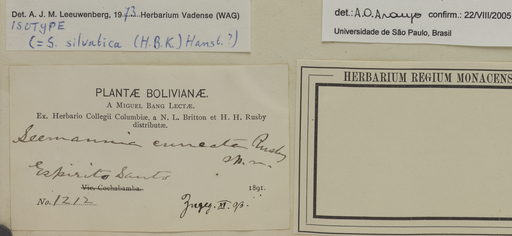 Det. A. J. M. Leeuwenberg, 1973 Herbarium Vadense (WAG)
ISOTYPE
(= S. silvatica (H.B.K.) Hanst.?)
det.: A.O. Araujo confirm.: 22/VIII/2005
Universidade de São Paulo, Brasil
PLANTÆ BOLIVIANÆ.
A MIGUEL BANG LECTÆ.
Ex. Herbario Collegii Columbiæ, a N. L. Britton et H. H. Rusby
distributæ.
Seemannia cuneata Rusby
Espirito Santo
Vic. Cochabamba. 1891.
No. 1212
HERBARIUM REGIUM MONACENS